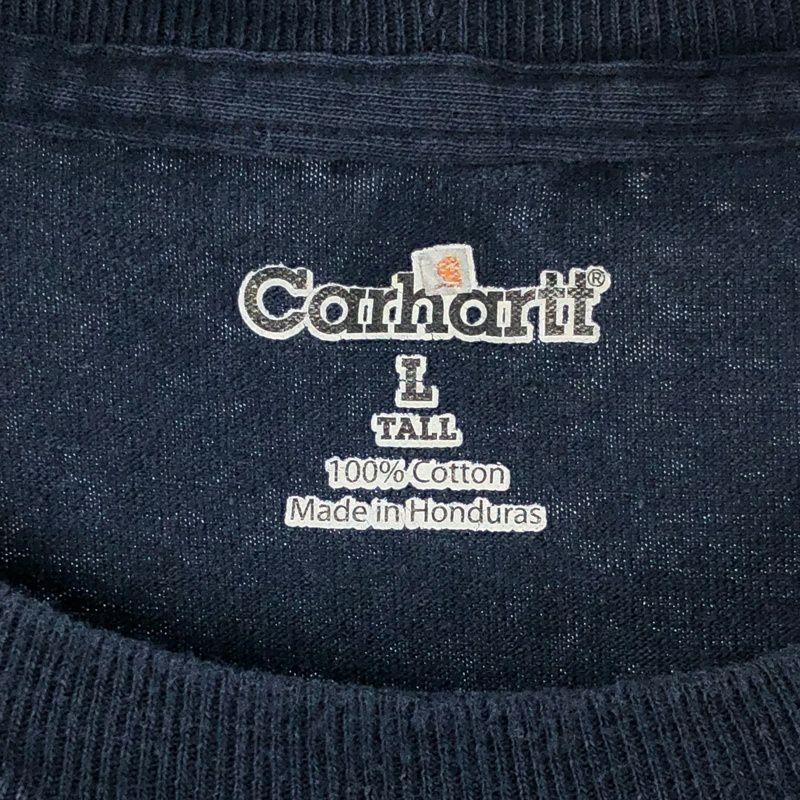 Carhartt®
L
TALL
100% Cotton
Made in Honduras